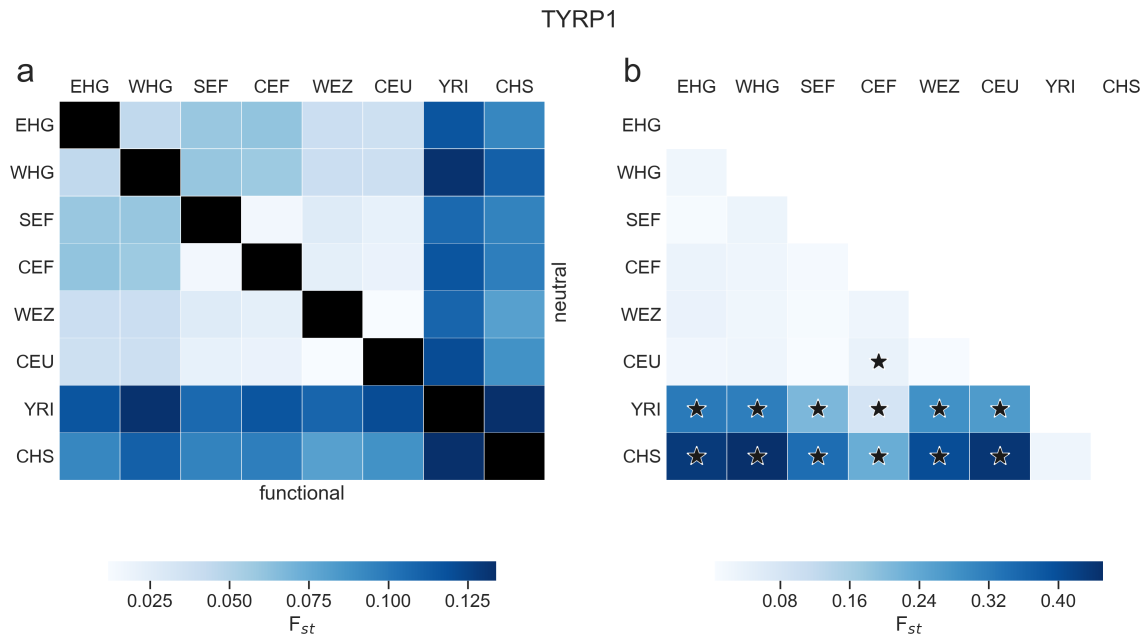 TYRP1
a
EHG WHG SEF CEF WEZ CEU YRI CHS
EHG
WHG
SEF
CEF
WEZ
CEU
YRI
CHS
functional
neutral
0.025 0.050 0.075 0.100 0.125
Fst
b
EHG WHG SEF CEF WEZ CEU YRI CHS
EHG
WHG
SEF
CEF
WEZ
CEU
YRI
CHS
0.08 0.16 0.24 0.32 0.40
Fst